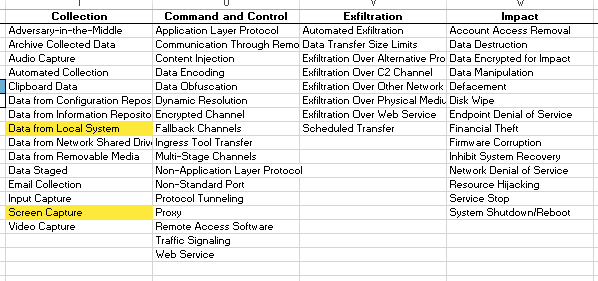 Collection Command and Control Exfiltration Impact
Adversary-in-the-Middle Application Layer Protocol Automated Exfiltration Account Access Removal
Archive Collected Data Communication Through Remo Data Transfer Size Limits Data Destruction
Audio Capture Content Injection Exfiltration Over Alternative Pro Data Encrypted for Impact
Automated Collection Data Encoding Exfiltration Over C2 Channel Data Manipulation
Clipboard Data Data Obfuscation Exfiltration Over Other Network Defacement
Data from Configuration Repos Dynamic Resolution Exfiltration Over Physical Mediu Disk Wipe
Data from Information Reposito Encrypted Channel Exfiltration Over Web Service Endpoint Denial of Service
Data from Local System Fallback Channels Scheduled Transfer Financial Theft
Data from Network Shared Driv Ingress Tool Transfer Firmware Corruption
Data from Removable Media Multi-Stage Channels Inhibit System Recovery
Data Staged Non-Application Layer Protocol Network Denial of Service
Email Collection Non-Standard Port Resource Hijacking
Input Capture Protocol Tunneling Service Stop
Screen Capture Proxy System Shutdown/Reboot
Video Capture Remote Access Software
Traffic Signaling
Web Service